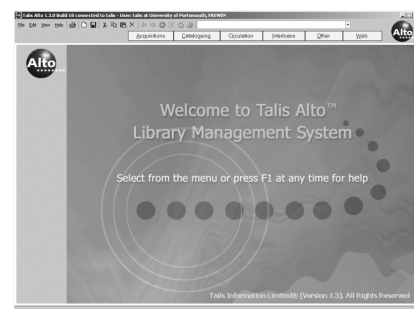 Talis Alto 1.3.0 Build 19 connected to talis - User: talis at University of Portsmouth, FREWEN
File Edit View Help
Acquisitions Cataloguing Circulation Interloans Other Web
Alto
Alto
Welcome to Talis Alto™
Library Management System
Select from the menu or press F1 at any time for help
Talis Information Limited® [Version 1.3]. All Rights Reserved